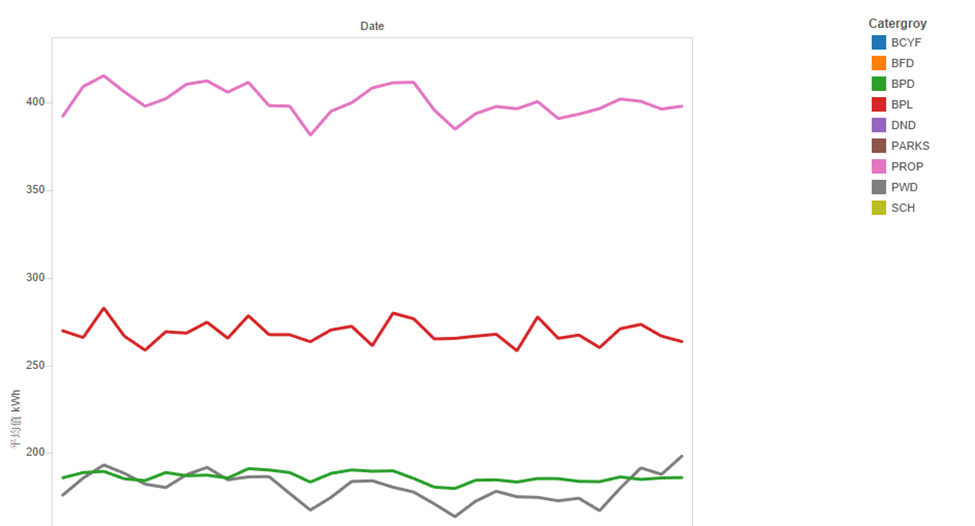 Date
400
350
300
250
200
平均值 kWh
Catergroy
BCYF
BFD
BPD
BPL
DND
PARKS
PROP
PWD
SCH